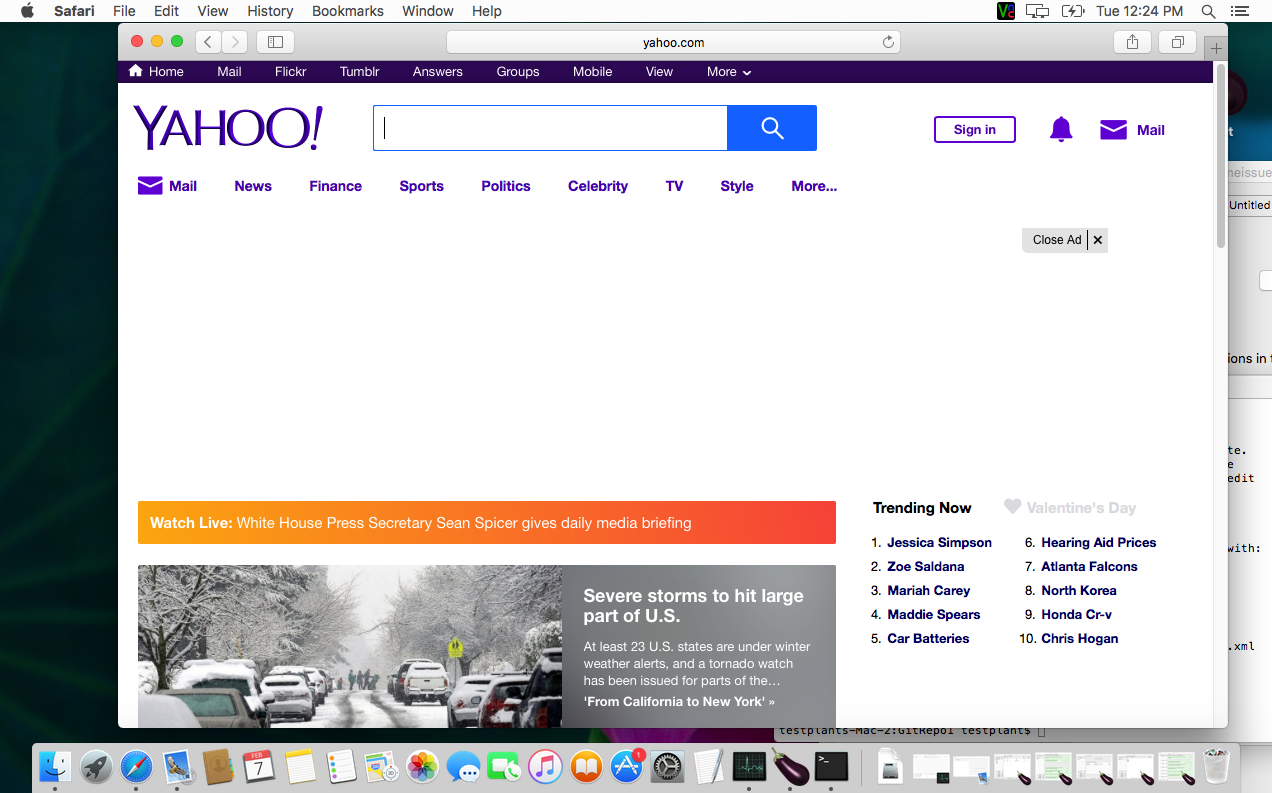 Safari File Edit View History Bookmarks Window Help Tue 12:24 PM
yahoo.com
Home Mail Flickr Tumblr Answers Groups Mobile View More
YAHOO!
Sign in
Mail
Mail News Finance Sports Politics Celebrity TV Style More...
Close Ad
Untitled
ions in t
Watch Live: White House Press Secretary Sean Spicer gives daily media briefing
Severe storms to hit large
part of U.S.
At least 23 U.S. states are under winter
weather alerts, and a tornado watch
has been issued for parts of the…
'From California to New York' »
Trending Now Valentine's Day
1. Jessica Simpson
2. Zoe Saldana
3. Mariah Carey
4. Maddie Spears
5. Car Batteries
6. Hearing Aid Prices
7. Atlanta Falcons
8. North Korea
9. Honda Cr-v
10. Chris Hogan
te.
e
edit
with:
.xml
testplants-Mac-2:GitRepo1 testplant$
FEB
7
1